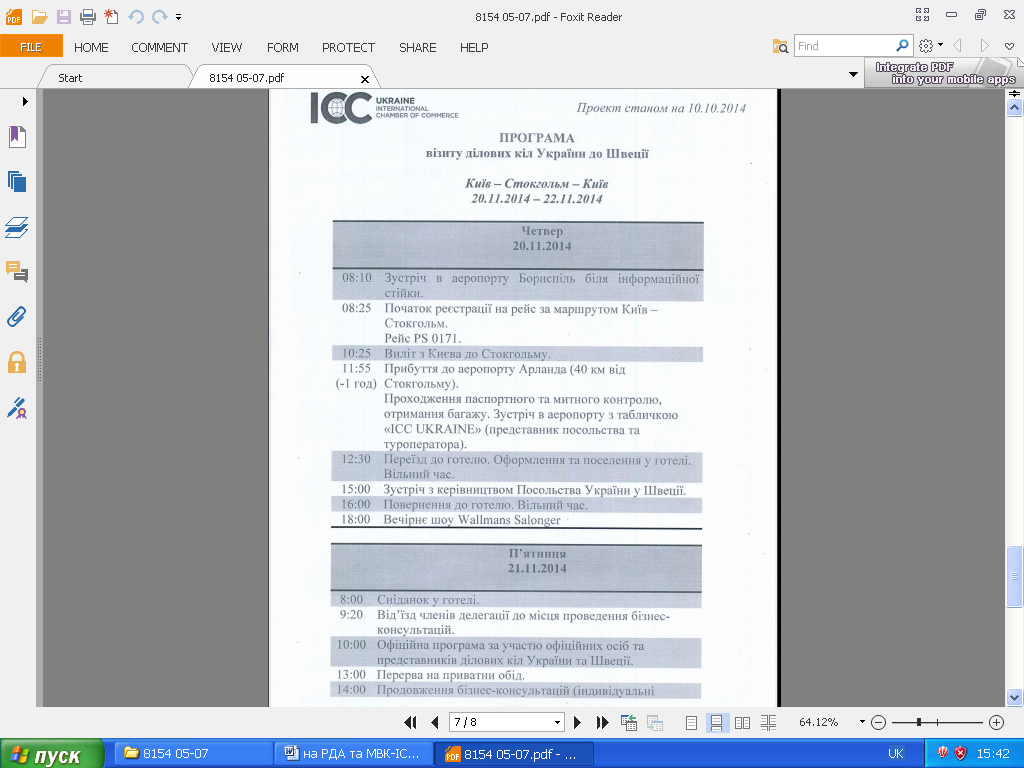 8154 05-07.pdf - Foxit Reader
FILE HOME COMMENT VIEW FORM PROTECT SHARE HELP
Find
Start 8154 05-07.pdf
Integrate PDF
into your mobile apps
ICC UKRAINE
INTERNATIONAL
CHAMBER OF COMMERCE
Проект станом на 10.10.2014
ПРОГРАМА
візиту ділових кіл України до Швеції
Київ – Стокгольм – Київ
20.11.2014 – 22.11.2014
Четвер
20.11.2014
08:10 Зустріч в аеропорту Бориспіль біля інформаційної
стійки.
08:25 Початок реєстрації на рейс за маршрутом Київ –
Стокгольм.
Рейс PS 0171.
10:25 Виліт з Києва до Стокгольму.
11:55 Прибуття до аеропорту Арланда (40 км від
(-1 год) Стокгольму).
Проходження паспортного та митного контролю,
отримання багажу. Зустріч в аеропорту з табличкою
«ICC UKRAINE» (представник посольства та
туроператора).
12:30 Переїзд до готелю. Оформлення та поселення у готелі.
Вільний час.
15:00 Зустріч з керівництвом Посольства України у Швеції.
16:00 Повернення до готелю. Вільний час.
18:00 Вечірнє шоу Wallmans Salonger
П’ятниця
21.11.2014
8:00 Сніданок у готелі.
9:20 Від’їзд членів делегації до місця проведення бізнес-
консультацій.
10:00 Офіційна програма за участю офіційних осіб та
представників ділових кіл України та Швеції.
13:00 Перерва на приватни обід.
14:00 Продовження бізнес-консультацій (індивідуальні
7 / 8 64.12%
пуск 8154 05-07 на РДА та МВК-ІС... 8154 05-07.pdf - ... UK 15:42